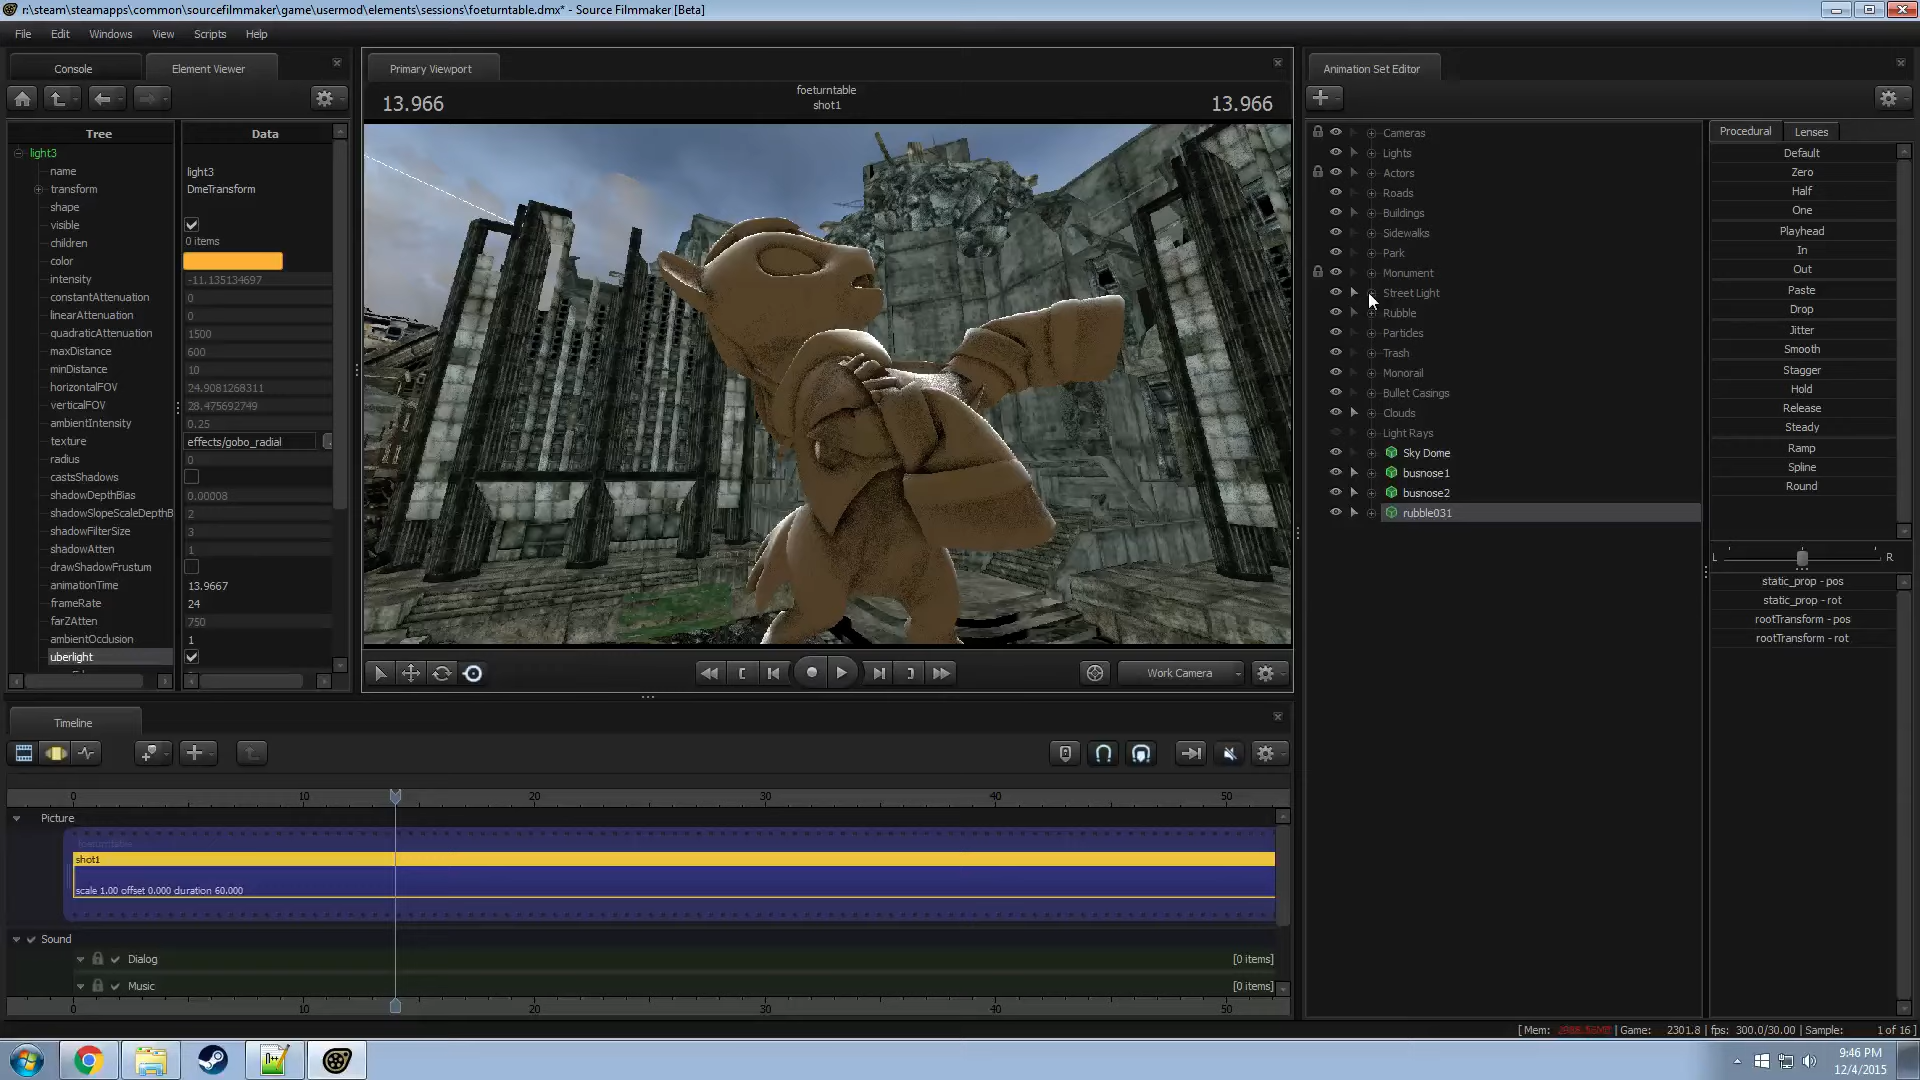 r:\steam\steamapps\common\sourcefilmmaker\game\usermod\elements\sessions\foeturntable.dmx* - Source Filmmaker [Beta]
File Edit Windows View Scripts Help
Console Element Viewer
Tree Data
light3
name light3
transform DmeTransform
shape
visible
children 0 items
color
intensity -11.135134697
constantAttenuation 0
linearAttenuation 0
quadraticAttenuation 1500
maxDistance 600
minDistance 10
horizontalFOV 24.9081268311
verticalFOV 28.475692749
ambientIntensity 0.25
texture effects/gobo_radial
radius 0
castsShadows
shadowDepthBias 0.00008
shadowSlopeScaleDepthB 2
shadowFilterSize 3
shadowAtten 1
drawShadowFrustum
animationTime 13.9667
frameRate 24
farZAtten 750
ambientOcclusion 1
uberlight
Primary Viewport
foeturntable
13.966 shot1 13.966
Work Camera
Animation Set Editor
Cameras
Lights
Actors
Roads
Buildings
Sidewalks
Park
Monument
Street Light
Rubble
Particles
Trash
Monorail
Bullet Casings
Clouds
Light Rays
Sky Dome
busnose1
busnose2
rubble031
Procedural Lenses
Default
Zero
Half
One
Playhead
In
Out
Paste
Drop
Jitter
Smooth
Stagger
Hold
Release
Steady
Ramp
Spline
Round
L R
static_prop - pos
static_prop - rot
rootTransform - pos
rootTransform - rot
Timeline
0 10 20 30 40 50
Picture
foeturntable
shot1
scale 1.00 offset 0.000 duration 60.000
Sound
Dialog [0 items]
Music [0 items]
0 10 20 30 40 50
[ Mem: | Game: 2301.8 | fps: 300.0/30.00 | Sample: 1 of 16 ]
9:46 PM
12/4/2015